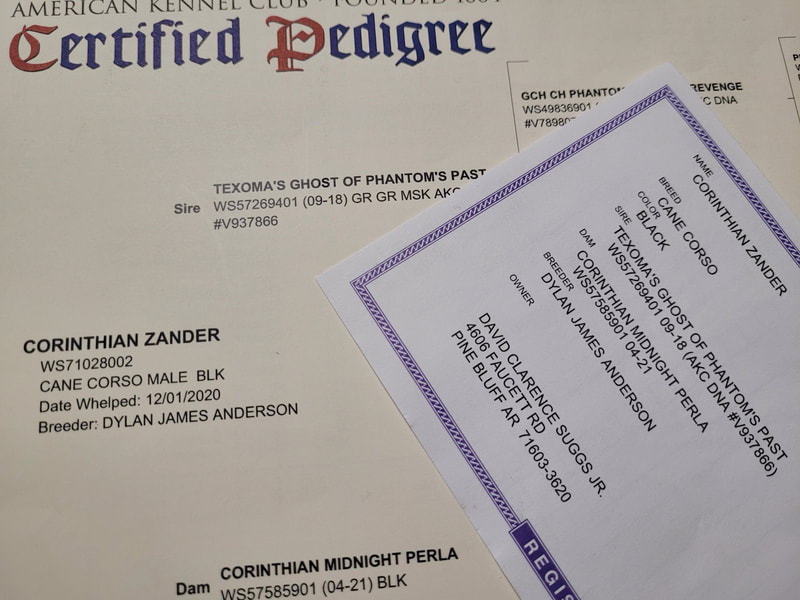 AMERICAN KENNEL CLUB • FOUNDED 1884
Certified Pedigree
GCH CH PHANTOM REVENGE
WS49836901 C DNA
#V78980
Sire
TEXOMA'S GHOST OF PHANTOM'S PAST
WS57269401 (09-18) GR GR MSK AKC
#V937866
CORINTHIAN ZANDER
WS71028002
CANE CORSO MALE BLK
Date Whelped: 12/01/2020
Breeder: DYLAN JAMES ANDERSON
Dam
CORINTHIAN MIDNIGHT PERLA
WS57585901 (04-21) BLK
NAME
CORINTHIAN ZANDER
BREED
CANE CORSO
COLOR
BLACK
SIRE
TEXOMA'S GHOST OF PHANTOM'S PAST
WS57269401 09-18 (AKC DNA #V937866)
DAM
CORINTHIAN MIDNIGHT PERLA
WS57585901 04-21
BREEDER
DYLAN JAMES ANDERSON
OWNER
DAVID CLARENCE SUGGS JR.
4606 FAUCETT RD
PINE BLUFF AR 71603-3620
REGIS